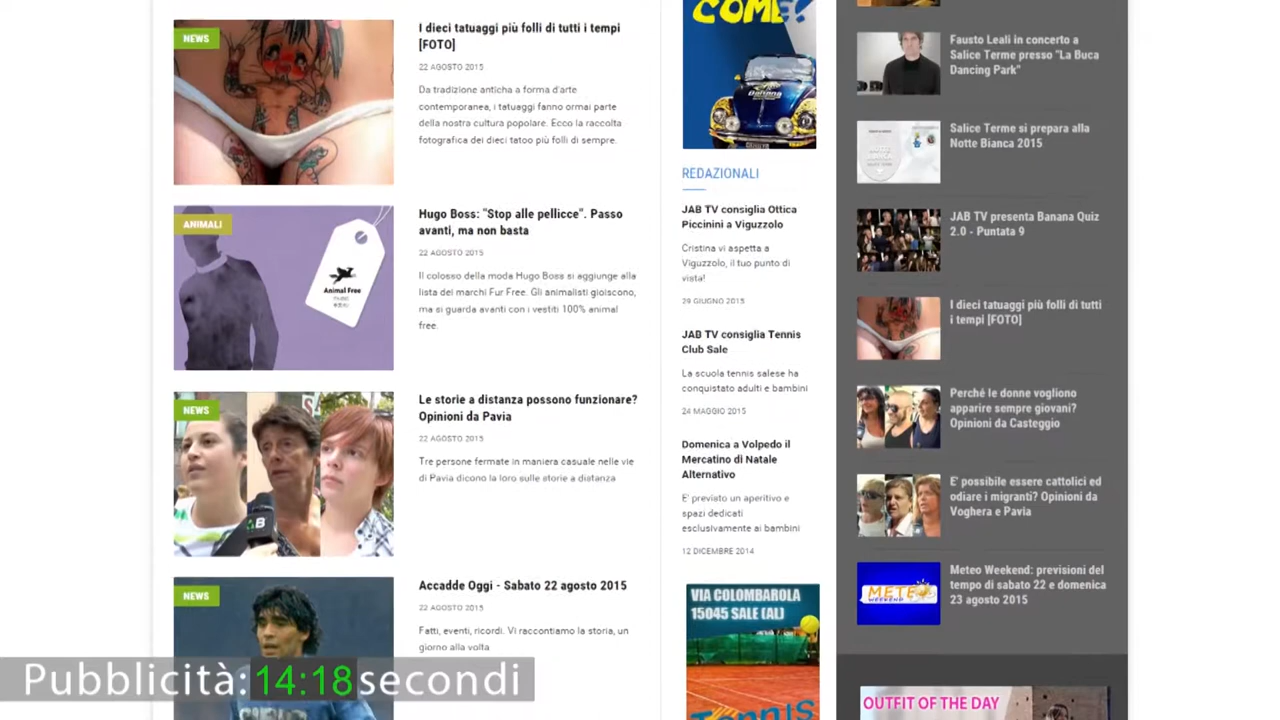 NEWS
I dieci tatuaggi più folli di tutti i tempi
[FOTO]
22 AGOSTO 2015
Da tradizione antica a forma d'arte
contemporanea, i tatuaggi fanno ormai parte
della nostra cultura popolare. Ecco la raccolta
fotografica dei dieci tatoo più folli di sempre.
ANIMALI
Animal Free
Hugo Boss: "Stop alle pellicce". Passo
avanti, ma non basta
22 AGOSTO 2015
Il colosso della moda Hugo Boss si aggiunge alla
lista dei marchi Fur Free. Gli animalisti gioiscono,
ma si guarda avanti con i vestiti 100% animal
free.
NEWS
Le storie a distanza possono funzionare?
Opinioni da Pavia
22 AGOSTO 2015
Tre persone fermate in maniera casuale nelle vie
di Pavia dicono la loro sulle storie a distanza
NEWS
Accadde Oggi - Sabato 22 agosto 2015
22 AGOSTO 2015
Fatti, eventi, ricordi. Vi raccontiamo la storia, un
giorno alla volta
COME?
REDAZIONALI
JAB TV consiglia Ottica
Piccinini a Viguzzolo
Cristina vi aspetta a
Viguzzolo, il tuo punto di
vista!
29 GIUGNO 2015
JAB TV consiglia Tennis
Club Sale
La scuola tennis salese ha
conquistato adulti e bambini
24 MAGGIO 2015
Domenica a Volpedo il
Mercatino di Natale
Alternativo
E' previsto un aperitivo e
spazi dedicati
esclusivamente ai bambini
12 DICEMBRE 2014
VIA COLOMBAROLA
15045 SALE (AL)
Tennis
Fausto Leali in concerto a
Salice Terme presso "La Buca
Dancing Park"
Salice Terme si prepara alla
Notte Bianca 2015
JAB TV presenta Banana Quiz
2.0 - Puntata 9
I dieci tatuaggi più folli di tutti
i tempi [FOTO]
Perché le donne vogliono
apparire sempre giovani?
Opinioni da Casteggio
E' possibile essere cattolici ed
odiare i migranti? Opinioni da
Voghera e Pavia
METEO
WEEKEND
Meteo Weekend: previsioni del
tempo di sabato 22 e domenica
23 agosto 2015
OUTFIT OF THE DAY
Pubblicità: 14:18 secondi